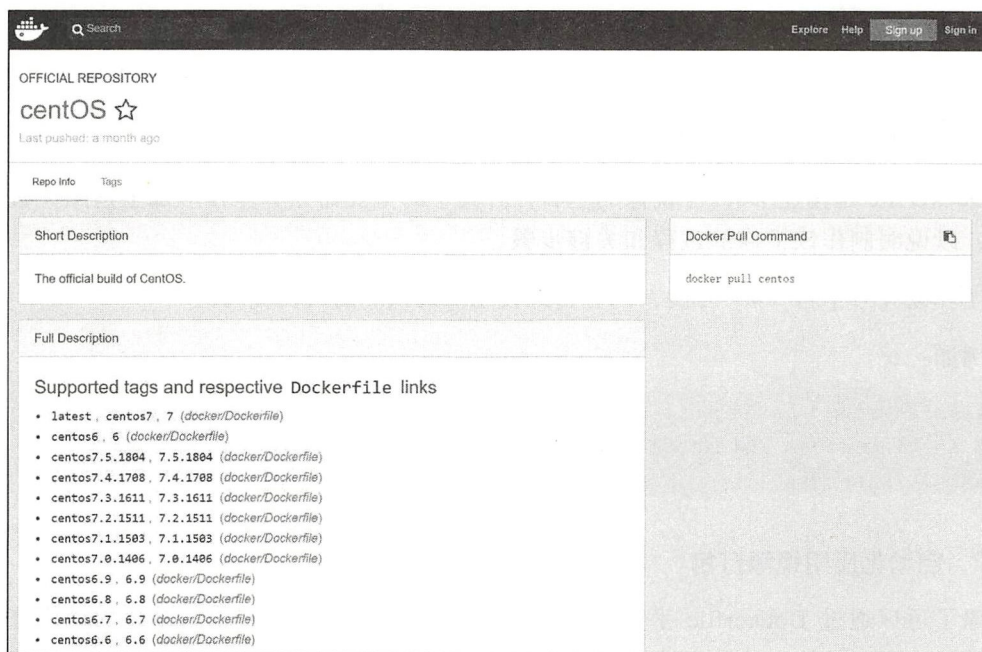 Search
Explore Help Sign up Sign in
OFFICIAL REPOSITORY
centOS
Last pushed: a month ago
Repo Info Tags
Short Description
The official build of CentOS.
Docker Pull Command
docker pull centos
Full Description
Supported tags and respective Dockerfile links
• latest, centos7, 7 (docker/Dockerfile)
• centos6, 6 (docker/Dockerfile)
• centos7.5.1804, 7.5.1804 (docker/Dockerfile)
• centos7.4.1708, 7.4.1708 (docker/Dockerfile)
• centos7.3.1611, 7.3.1611 (docker/Dockerfile)
• centos7.2.1511, 7.2.1511 (docker/Dockerfile)
• centos7.1.1503, 7.1.1503 (docker/Dockerfile)
• centos7.0.1406, 7.0.1406 (docker/Dockerfile)
• centos6.9, 6.9 (docker/Dockerfile)
• centos6.8, 6.8 (docker/Dockerfile)
• centos6.7, 6.7 (docker/Dockerfile)
• centos6.6, 6.6 (docker/Dockerfile)